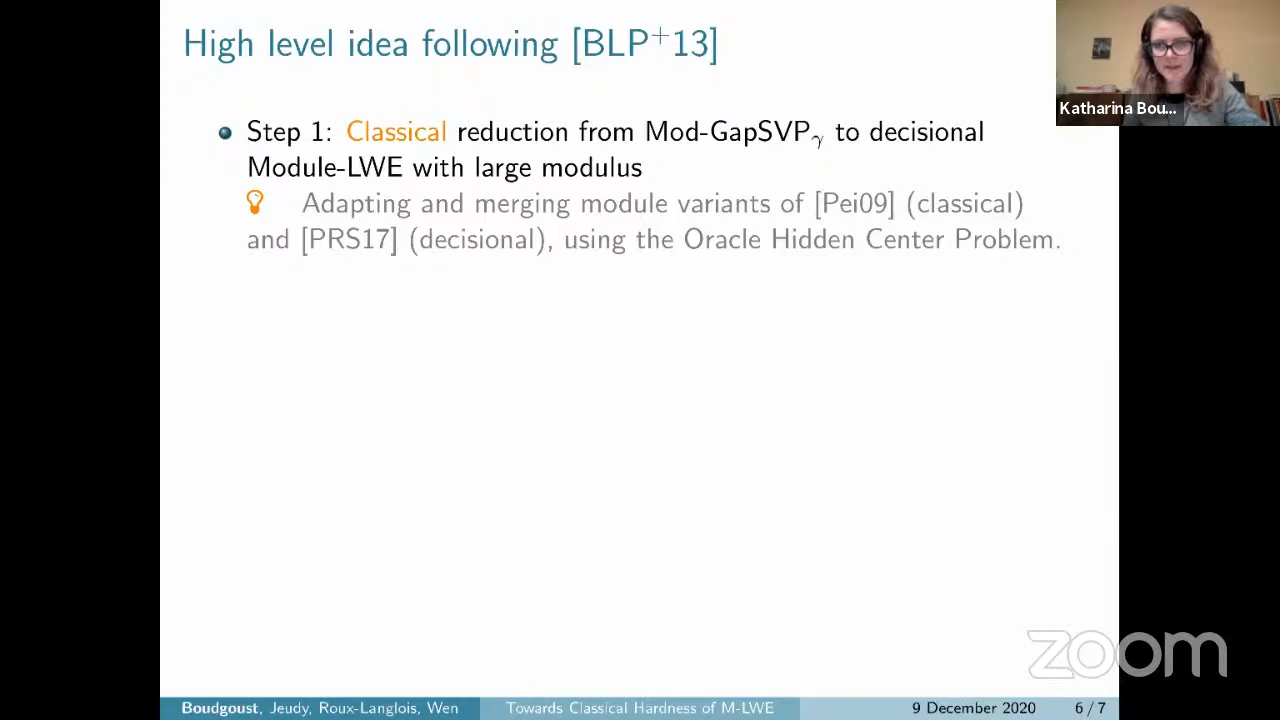 High level idea following [BLP+13]
Katharina Bou...
Step 1: Classical reduction from Mod-GapSVPγ to decisional
Module-LWE with large modulus
Adapting and merging module variants of [Pei09] (classical)
and [PRS17] (decisional), using the Oracle Hidden Center Problem.
zoom
Boudgoust, Jeudy, Roux-Langlois, Wen Towards Classical Hardness of M-LWE 9 December 2020 6 / 7